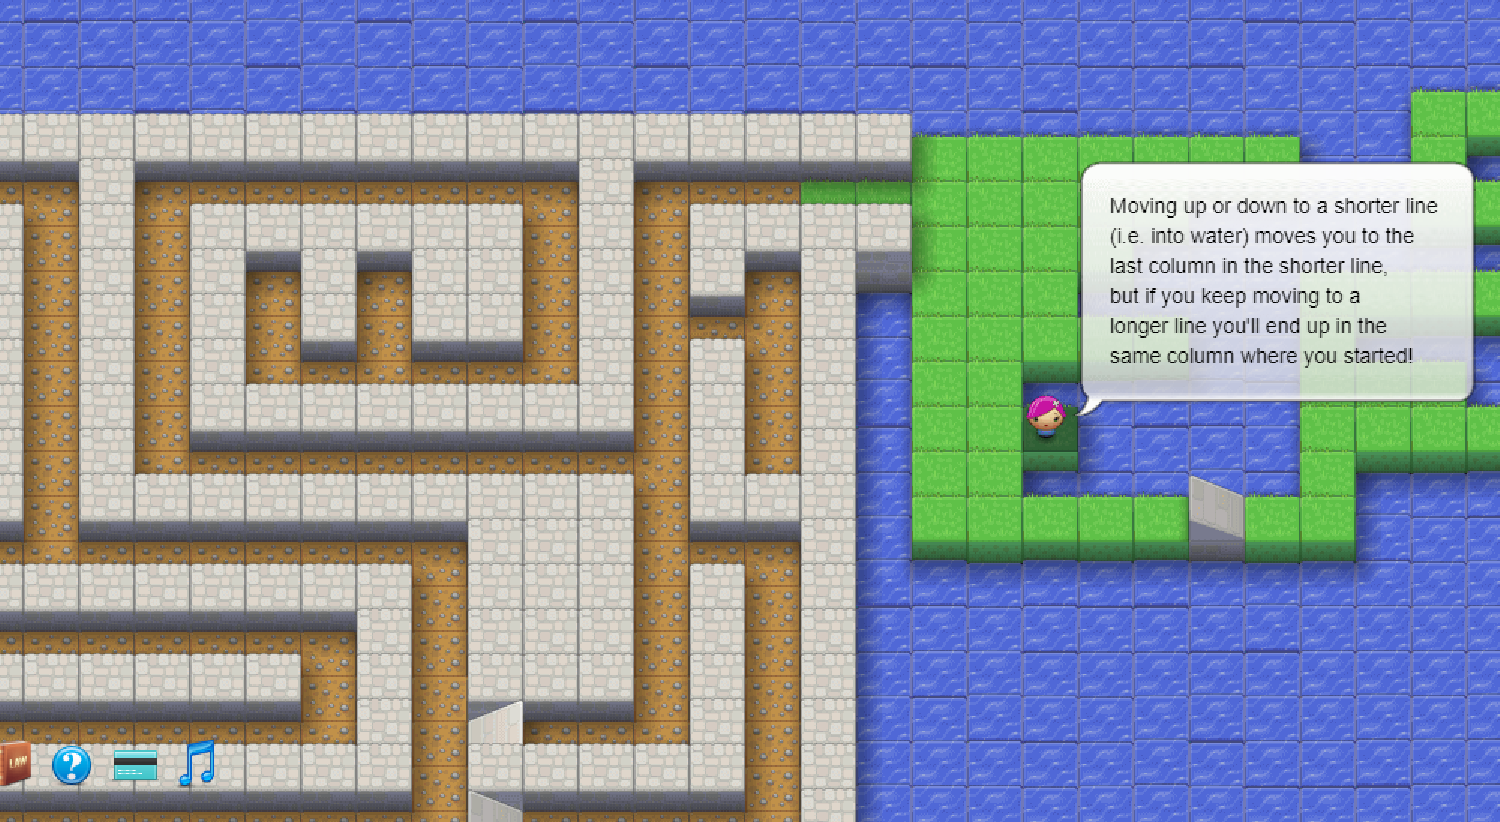 Moving up or down to a shorter line
(i.e. into water) moves you to the
last column in the shorter line,
but if you keep moving to a
longer line you'll end up in the
same column where you started!
LAW
?